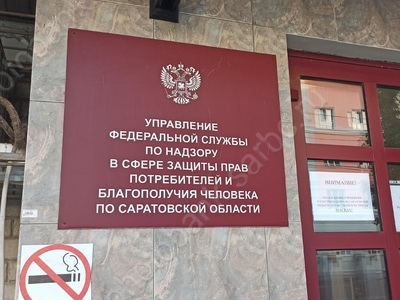 УПРАВЛЕНИЕ
ФЕДЕРАЛЬНОЙ СЛУЖБЫ
ПО НАДЗОРУ
В СФЕРЕ ЗАЩИТЫ ПРАВ
ПОТРЕБИТЕЛЕЙ И
БЛАГОПОЛУЧИЯ ЧЕЛОВЕКА
ПО САРАТОВСКОЙ ОБЛАСТИ
ВНИМАНИЕ!